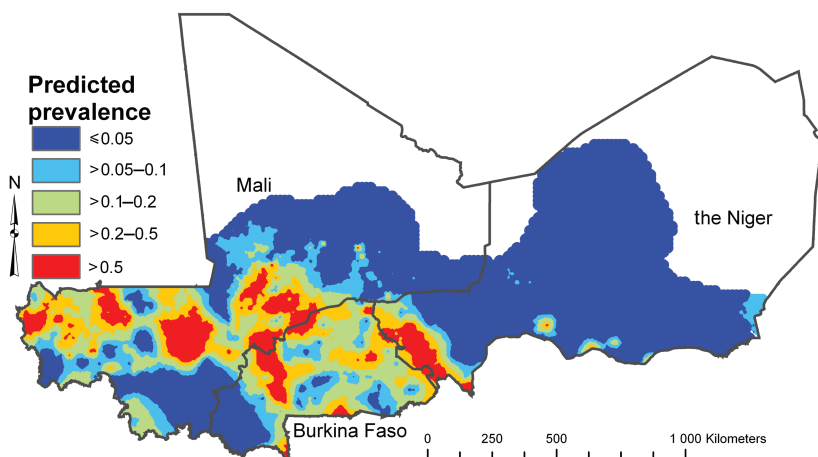 Predicted
prevalence
⩽0.05
>0.05–0.1
>0.1–0.2
>0.2–0.5
>0.5
N
Mali
the Niger
Burkina Faso
0 250 500 1 000 Kilometers